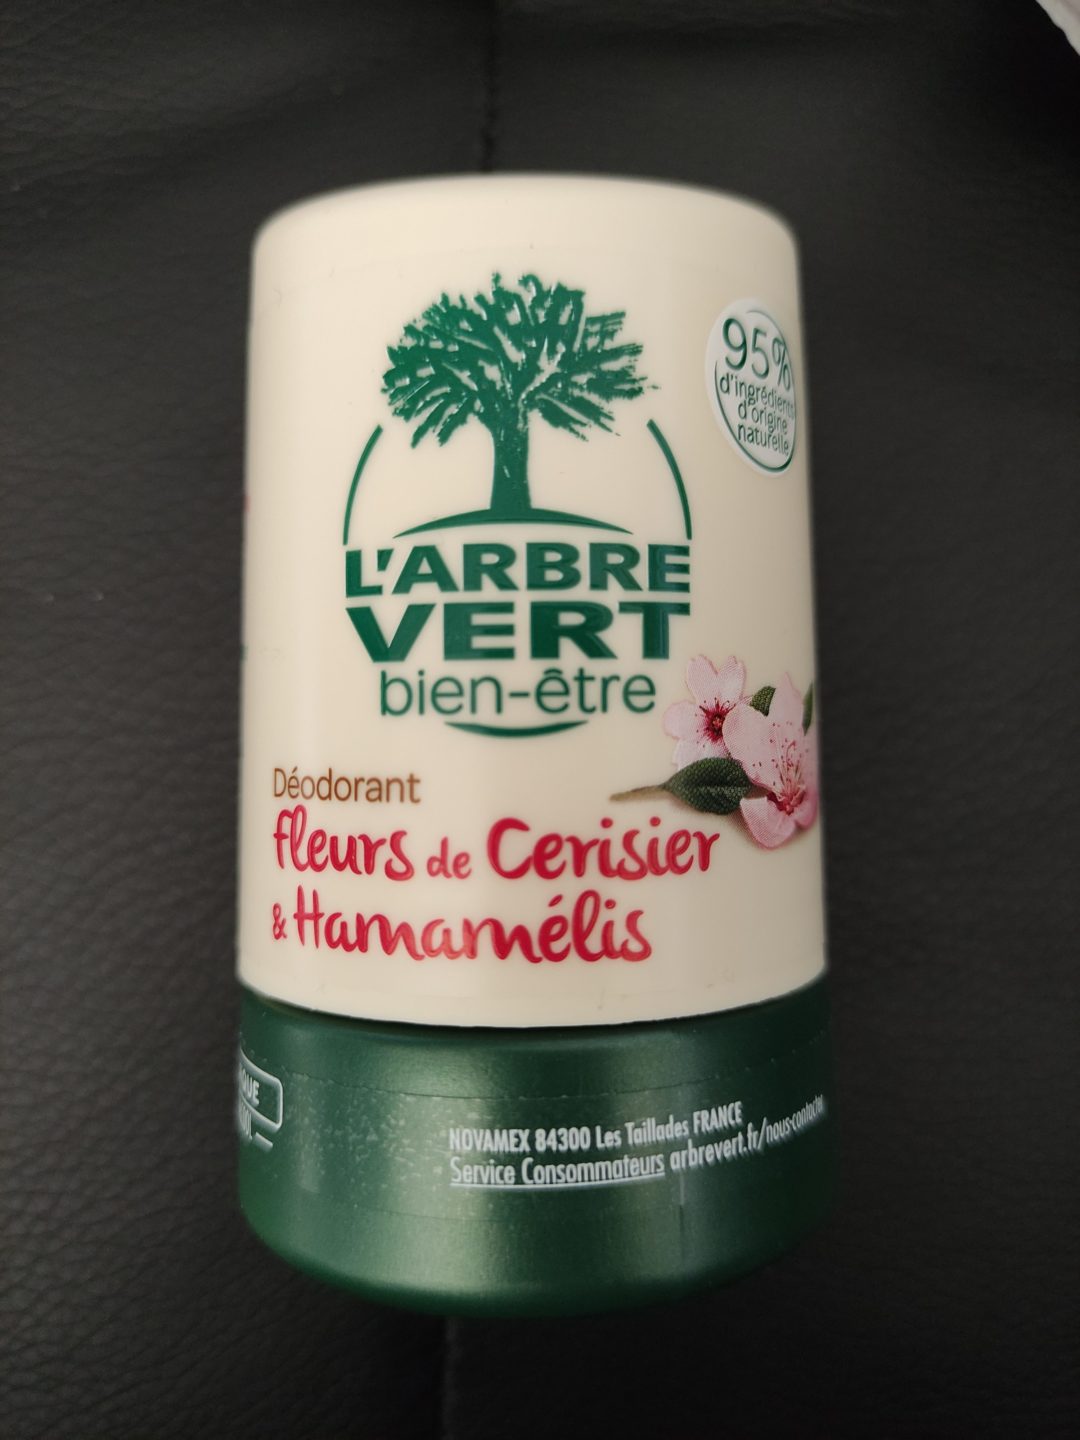 95%
d'ingrédients
d'origine
naturelle
L'ARBRE
VERT
bien-être
Déodorant
fleurs de Cerisier
& Hamamélis
NOVAMEX 84300 Les Taillades FRANCE
Service Consommateurs arbrevert.fr/nous-contacter